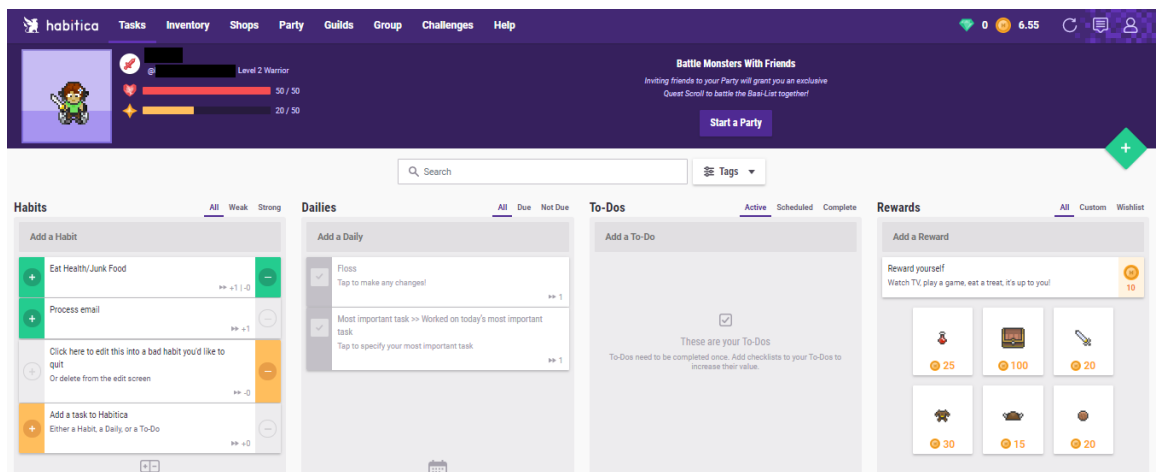 habitica Tasks Inventory Shops Party Guilds Group Challenges Help 0 6.55
@ Level 2 Warrior
50 / 50
20 / 50
Battle Monsters With Friends
Inviting friends to your Party will grant you an exclusive
Quest Scroll to battle the Basi-List together!
Start a Party
+
Search
Tags
Habits All Weak Strong
Add a Habit
Eat Health/Junk Food
+1 | -0
Process email
+1
Click here to edit this into a bad habit you'd like to
quit
Or delete from the edit screen
-0
Add a task to Habitica
Either a Habit, a Daily, or a To-Do
+0
Dailies All Due Not Due
Add a Daily
Floss
Tap to make any changes!
1
Most important task >> Worked on today's most important
task
Tap to specify your most important task
1
To-Dos Active Scheduled Complete
Add a To-Do
These are your To-Dos
To-Dos need to be completed once. Add checklists to your To-Dos to
increase their value.
Rewards All Custom Wishlist
Add a Reward
Reward yourself
Watch TV, play a game, eat a treat, it's up to you!
10
25 100 20
30 15 20